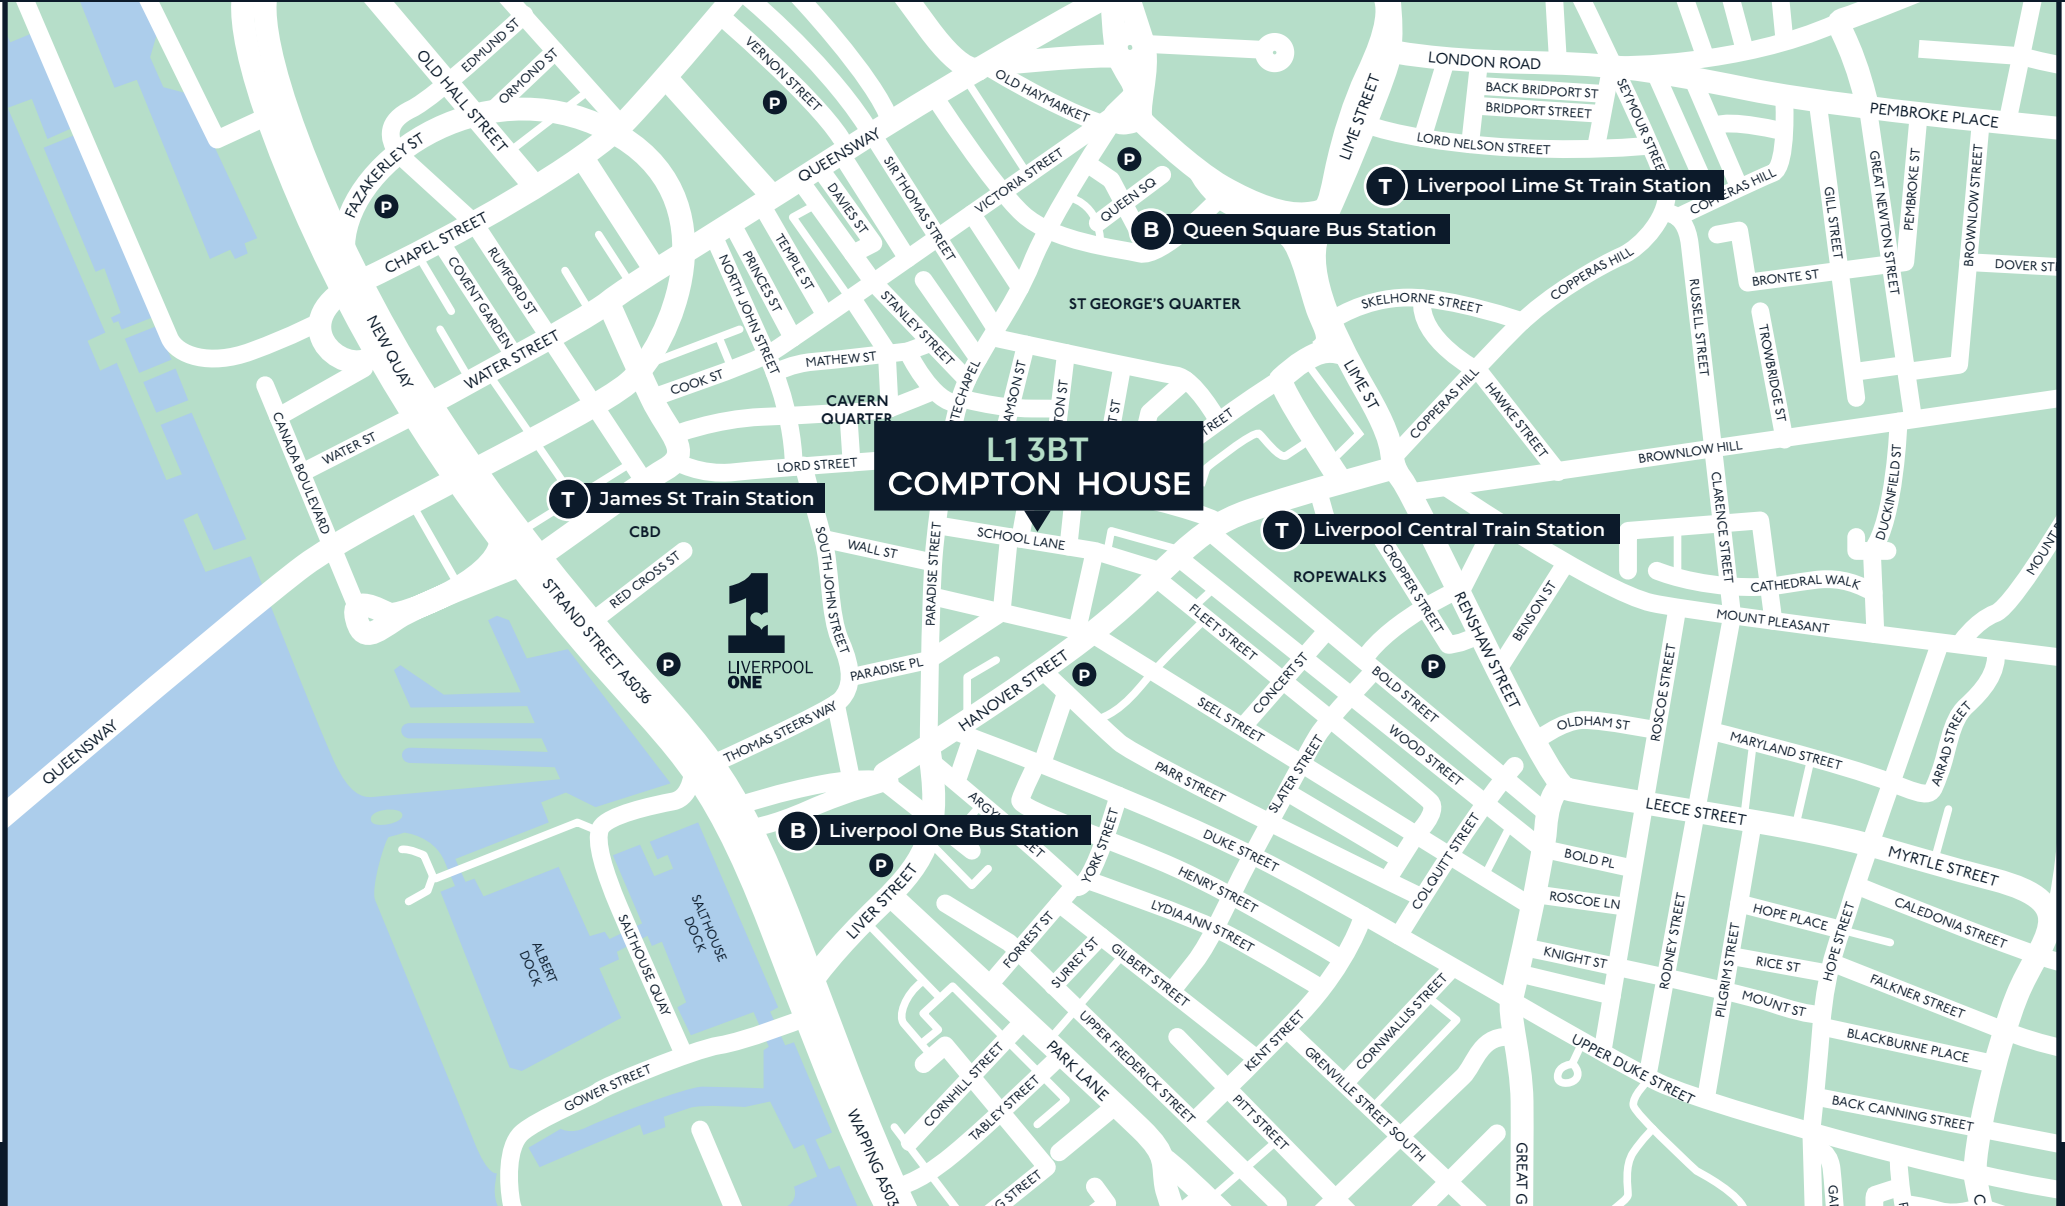 EDMUND ST
ORMOND ST
OLD HALL STREET
VERNON STREET
P
OLD HAYMARKET
LONDON ROAD
BACK BRIDPORT ST
BRIDPORT STREET
LORD NELSON STREET
SEYMOUR STREET
PEMBROKE PLACE
LIME STREET
FAZAKERLEY ST
P
QUEENSWAY
SIR THOMAS STREET
VICTORIA STREET
P
QUEEN SQ
T Liverpool Lime St Train Station
COPPERAS HILL
GILL STREET
GREAT NEWTON STREET
PEMBROKE ST
BROWNLOW STREET
DOVER ST
B Queen Square Bus Station
CHAPEL STREET
COVENT GARDEN
RUMFORD ST
DAVIES ST
TEMPLE ST
PRINCES ST
NORTH JOHN STREET
STANLEY STREET
ST GEORGE'S QUARTER
SKELHORNE STREET
COPPERAS HILL
BRONTE ST
RUSSELL STREET
TROWBRIDGE ST
NEW QUAY
WATER STREET
COOK ST
MATHEW ST
CAVERN
QUARTER
LIME ST
COPPERAS HILL
HAWKE STREET
BROWNLOW HILL
CANADA BOULEVARD
WATER ST
LORD STREET
L1 3BT
COMPTON HOUSE
CLARENCE STREET
DUCKINFIELD ST
T James St Train Station
CBD
SCHOOL LANE
T Liverpool Central Train Station
ROPEWALKS
CROPPER STREET
CATHEDRAL WALK
MOUNT
MOUNT PLEASANT
RED CROSS ST
SOUTH JOHN STREET
WALL ST
PARADISE STREET
STRAND STREET A5036
P
1
LIVERPOOL
ONE
PARADISE PL
THOMAS STEERS WAY
HANOVER STREET
P
FLEET STREET
CONCERT ST
BOLD STREET
P
RENSHAW STREET
BENSON ST
ROSCOE STREET
OLDHAM ST
MARYLAND STREET
ARRAD STREET
QUEENSWAY
SEEL STREET
WOOD STREET
SLATER STREET
PARR STREET
DUKE STREET
YORK STREET
HENRY STREET
LYDIA ANN STREET
COLQUITT STREET
LEECE STREET
MYRTLE STREET
B Liverpool One Bus Station
P
LIVER STREET
BOLD PL
ROSCOE LN
KNIGHT ST
RODNEY STREET
PILGRIM STREET
HOPE PLACE
HOPE STREET
RICE ST
MOUNT ST
CALEDONIA STREET
FALKNER STREET
BLACKBURNE PLACE
BACK CANNING STREET
ALBERT
DOCK
SALTHOUSE
DOCK
SALTHOUSE QUAY
GOWER STREET
FORREST ST
SURREY ST
GILBERT STREET
UPPER FREDERICK STREET
PARK LANE
CORNHILL STREET
TABLEY STREET
KENT STREET
CORNWALLIS STREET
GRENVILLE STREET SOUTH
PITT STREET
UPPER DUKE STREET
WAPPING A503
GREAT G